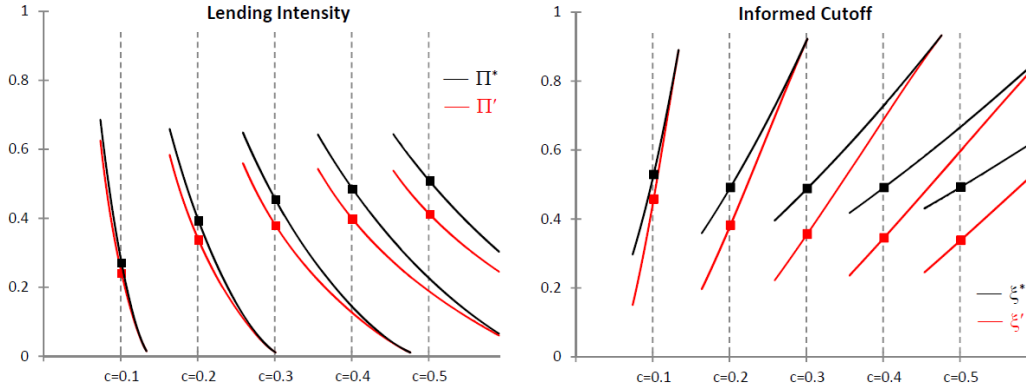 Lending Intensity
1
0.8
0.6
0.4
0.2
0
c=0.1
c=0.2
c=0.3
c=0.4
c=0.5
Π*
Π′
Informed Cutoff
1
0.8
0.6
0.4
0.2
0
c=0.1
c=0.2
c=0.3
c=0.4
c=0.5
ξ*
ξ′